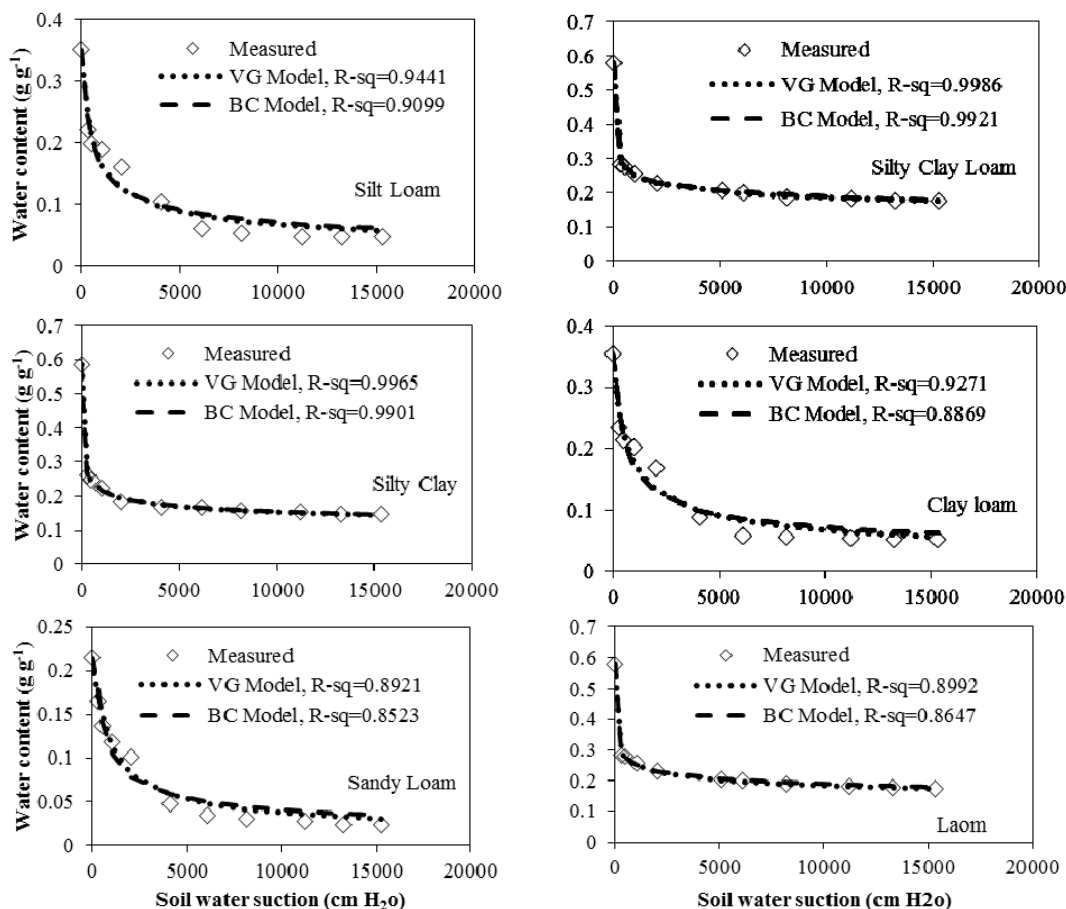 0.4
0.3
0.2
0.1
0
Water content (g g-1)
Measured
VG Model, R-sq=0.9441
BC Model, R-sq=0.9099
Silt Loam
0 5000 10000 15000 20000
0.7
0.6
0.5
0.4
0.3
0.2
0.1
0
Measured
VG Model, R-sq=0.9986
BC Model, R-sq=0.9921
Silty Clay Loam
0 5000 10000 15000 20000
0.7
0.6
0.5
0.4
0.3
0.2
0.1
0
Water content (g g-1)
Measured
VG Model, R-sq=0.9965
BC Model, R-sq=0.9901
Silty Clay
0 5000 10000 15000 20000
0.4
0.3
0.2
0.1
0
Measured
VG Model, R-sq=0.9271
BC Model, R-sq=0.8869
Clay loam
0 5000 10000 15000 20000
0.25
0.2
0.15
0.1
0.05
0
Water content (g g-1)
Measured
VG Model, R-sq=0.8921
BC Model, R-sq=0.8523
Sandy Loam
0 5000 10000 15000 20000
Soil water suction (cm H2o)
0.7
0.6
0.5
0.4
0.3
0.2
0.1
0
Measured
VG Model, R-sq=0.8992
BC Model, R-sq=0.8647
Laom
0 5000 10000 15000 20000
Soil water suction (cm H2o)